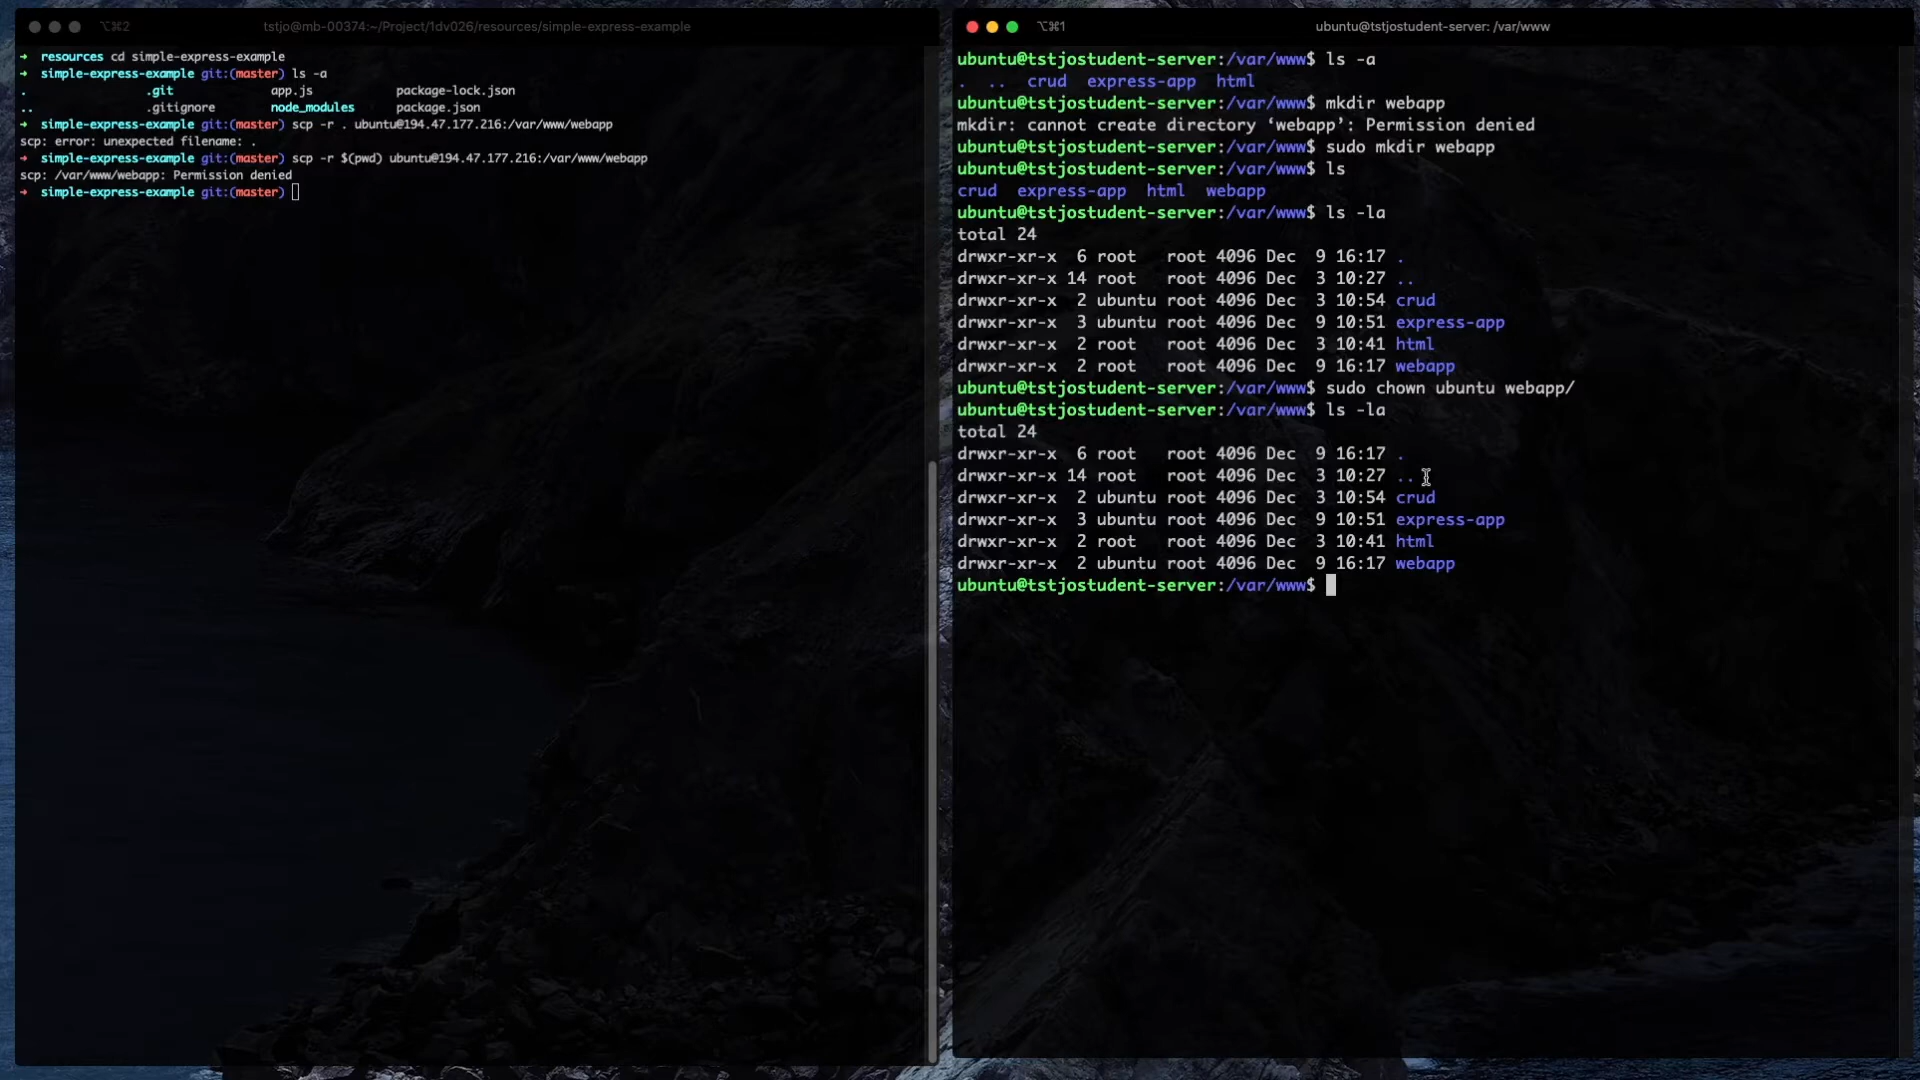 ⌥⌘2
tstjo@mb-00374:~/Project/1dv026/resources/simple-express-example
→ resources cd simple-express-example
→ simple-express-example git:(master) ls -a
. .git app.js package-lock.json
.. .gitignore node_modules package.json
→ simple-express-example git:(master) scp -r . ubuntu@194.47.177.216:/var/www/webapp
scp: error: unexpected filename: .
→ simple-express-example git:(master) scp -r $(pwd) ubuntu@194.47.177.216:/var/www/webapp
scp: /var/www/webapp: Permission denied
→ simple-express-example git:(master)
⌥⌘1
ubuntu@tstjostudent-server: /var/www
ubuntu@tstjostudent-server:/var/www$ ls -a
. .. crud express-app html
ubuntu@tstjostudent-server:/var/www$ mkdir webapp
mkdir: cannot create directory ‘webapp’: Permission denied
ubuntu@tstjostudent-server:/var/www$ sudo mkdir webapp
ubuntu@tstjostudent-server:/var/www$ ls
crud express-app html webapp
ubuntu@tstjostudent-server:/var/www$ ls -la
total 24
drwxr-xr-x 6 root root 4096 Dec 9 16:17 .
drwxr-xr-x 14 root root 4096 Dec 3 10:27 ..
drwxr-xr-x 2 ubuntu root 4096 Dec 3 10:54 crud
drwxr-xr-x 3 ubuntu root 4096 Dec 9 10:51 express-app
drwxr-xr-x 2 root root 4096 Dec 3 10:41 html
drwxr-xr-x 2 root root 4096 Dec 9 16:17 webapp
ubuntu@tstjostudent-server:/var/www$ sudo chown ubuntu webapp/
ubuntu@tstjostudent-server:/var/www$ ls -la
total 24
drwxr-xr-x 6 root root 4096 Dec 9 16:17 .
drwxr-xr-x 14 root root 4096 Dec 3 10:27 ..
drwxr-xr-x 2 ubuntu root 4096 Dec 3 10:54 crud
drwxr-xr-x 3 ubuntu root 4096 Dec 9 10:51 express-app
drwxr-xr-x 2 root root 4096 Dec 3 10:41 html
drwxr-xr-x 2 ubuntu root 4096 Dec 9 16:17 webapp
ubuntu@tstjostudent-server:/var/www$